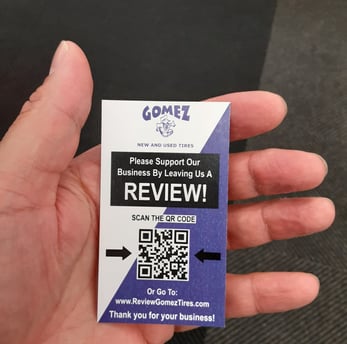 GOMEZ
NEW AND USED TIRES
Please Support Our
Business By Leaving Us A
REVIEW!
SCAN THE QR CODE
Or Go To:
www.ReviewGomezTires.com
Thank you for your business!